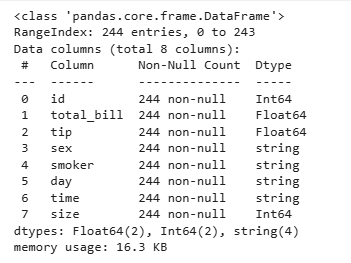 <class 'pandas.core.frame.DataFrame'>
RangeIndex: 244 entries, 0 to 243
Data columns (total 8 columns):
 #   Column      Non-Null Count  Dtype
---  ------      --------------  -----
 0   id          244 non-null    Int64
 1   total_bill  244 non-null    Float64
 2   tip         244 non-null    Float64
 3   sex         244 non-null    string
 4   smoker      244 non-null    string
 5   day         244 non-null    string
 6   time        244 non-null    string
 7   size        244 non-null    Int64
dtypes: Float64(2), Int64(2), string(4)
memory usage: 16.3 KB